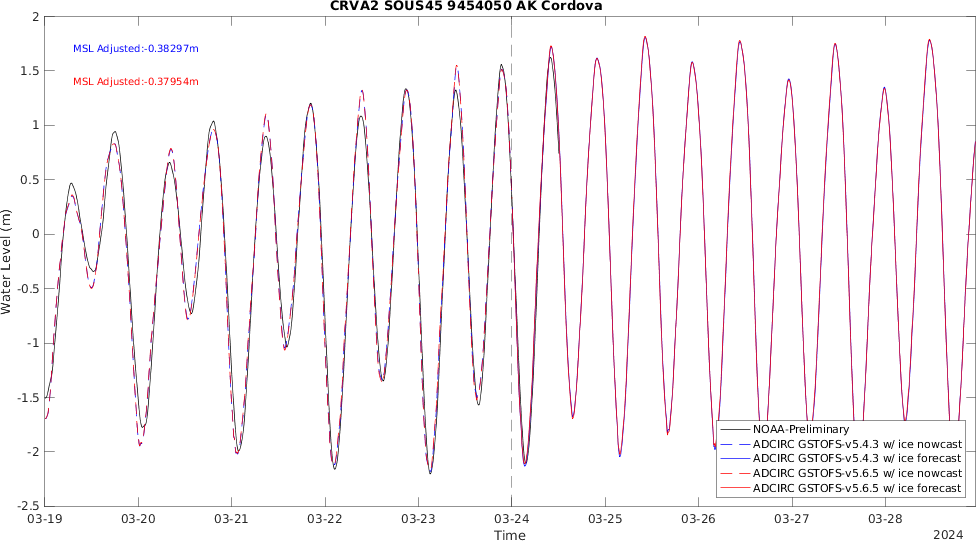 CRVA2 SOUS45 9454050 AK Cordova
MSL Adjusted:-0.38297m
MSL Adjusted:-0.37954m
Water Level (m)
2
1.5
1
0.5
0
-0.5
-1
-1.5
-2
-2.5
NOAA-Preliminary
ADCIRC GSTOFS-v5.4.3 w/ ice nowcast
ADCIRC GSTOFS-v5.4.3 w/ ice forecast
ADCIRC GSTOFS-v5.6.5 w/ ice nowcast
ADCIRC GSTOFS-v5.6.5 w/ ice forecast
03-19 03-20 03-21 03-22 03-23 03-24 03-25 03-26 03-27 03-28
Time
2024